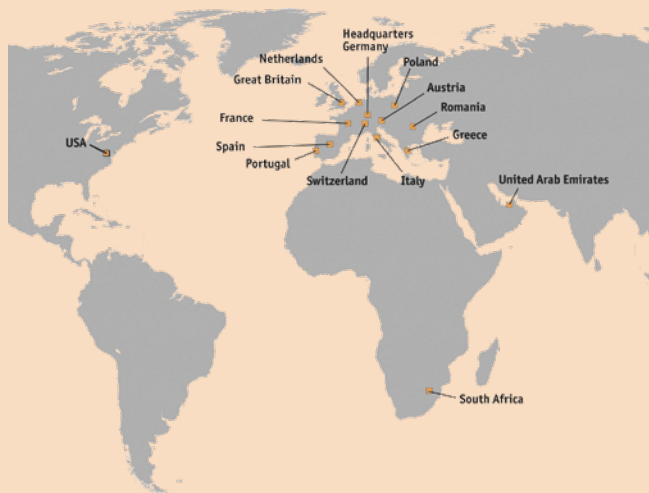 Headquarters
Germany
Netherlands
Poland
Great Britain
Austria
Romania
France
Greece
USA
Spain
Portugal
Switzerland
Italy
United Arab Emirates
South Africa